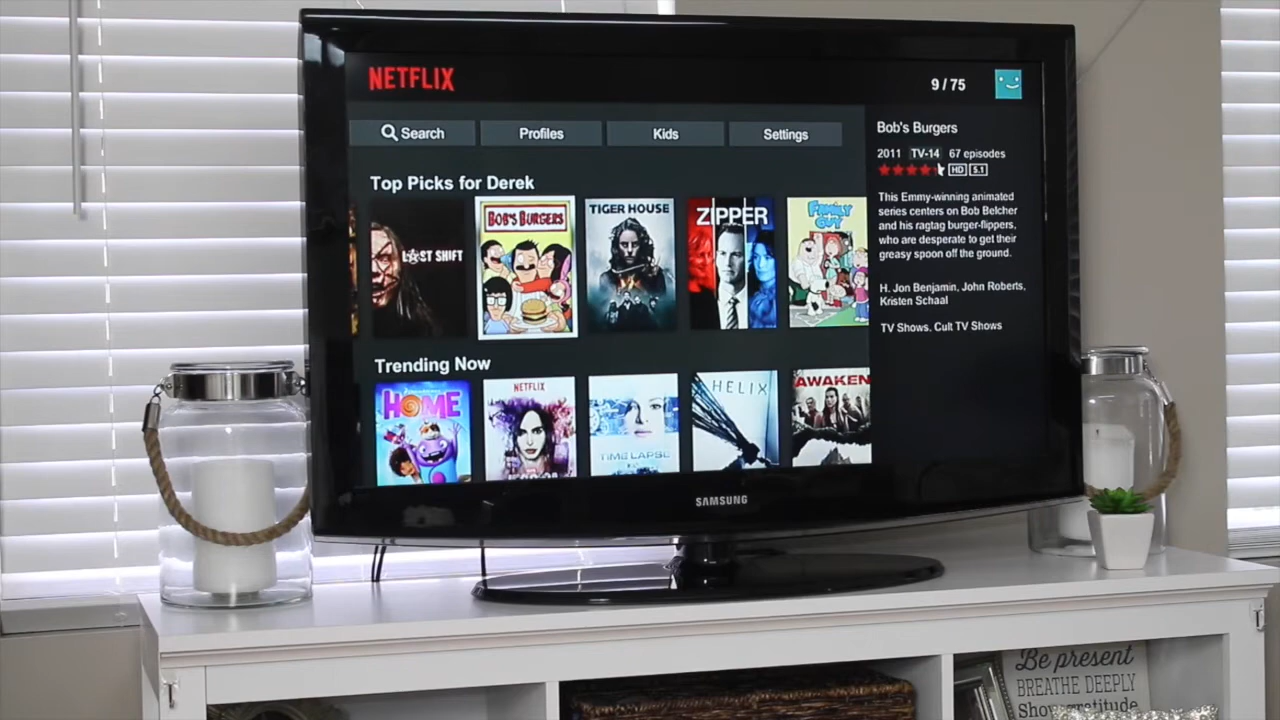 NETFLIX
9 / 75
Search
Profiles
Kids
Settings
Bob's Burgers
2011 TV-14 67 episodes
HD 5.1
This Emmy-winning animated
series centers on Bob Belcher
and his ragtag burger-flippers,
who are desperate to get their
greasy spoon off the ground.
H. Jon Benjamin, John Roberts,
Kristen Schaal
TV Shows, Cult TV Shows
Top Picks for Derek
LAST SHIFT
BOB'S BURGERS
TIGER HOUSE
ZIPPER
FAMILY GUY
Trending Now
HOME
NETFLIX
TIME LAPSE
HELIX
AWAKEN
SAMSUNG
Be present
BREATHE DEEPLY
Show gratitude